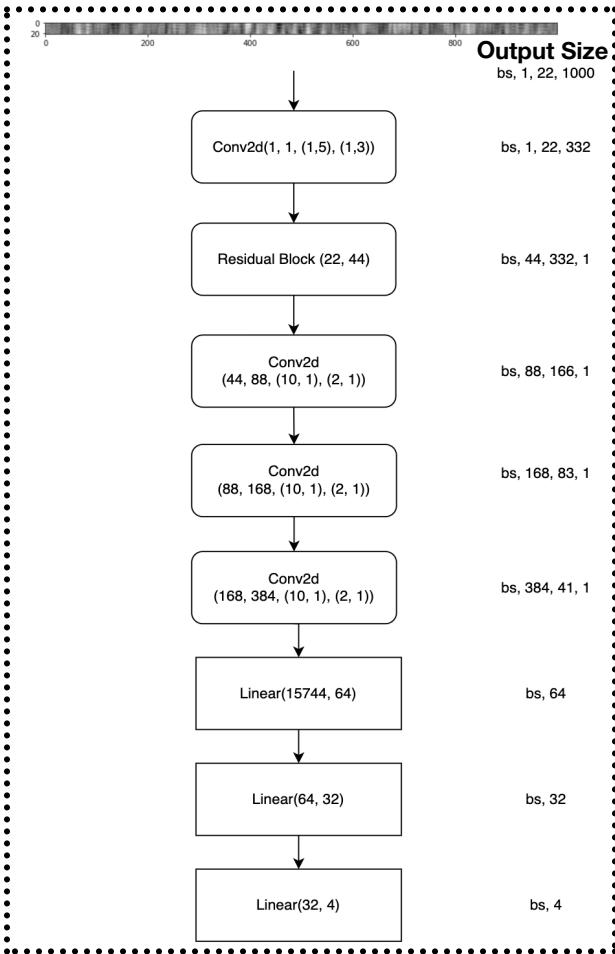 0
20
0
200
400
600
800
Output Size
bs, 1, 22, 1000
Conv2d(1, 1, (1,5), (1,3))
bs, 1, 22, 332
Residual Block (22, 44)
bs, 44, 332, 1
Conv2d
(44, 88, (10, 1), (2, 1))
bs, 88, 166, 1
Conv2d
(88, 168, (10, 1), (2, 1))
bs, 168, 83, 1
Conv2d
(168, 384, (10, 1), (2, 1))
bs, 384, 41, 1
Linear(15744, 64)
bs, 64
Linear(64, 32)
bs, 32
Linear(32, 4)
bs, 4